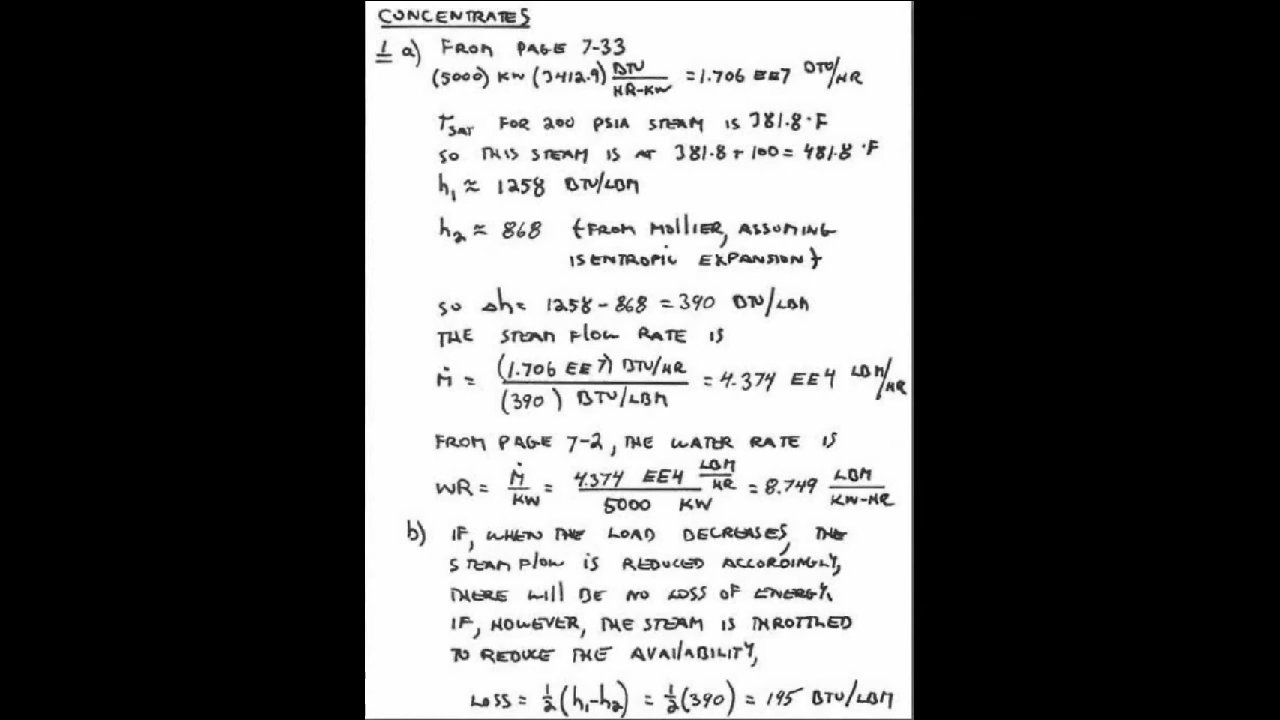 CONCENTRATES
1 a) FROM PAGE 7-33
(5000) KW (3412.9) BTU/HR-KW = 1.706 EE7 BTU/HR
TSAT FOR 200 PSIA STEAM IS 381.8°F
SO THIS STEAM IS AT 381.8+100 = 481.8 °F
h1 ≈ 1258 BTU/LBM
h2 ≈ 868 {FROM MOLLIER, ASSUMING
ISENTROPIC EXPANSION}
SO Δh= 1258 - 868 = 390 BTU/LBM
THE STEAM FLOW RATE IS
Ṁ = (1.706 EE7) BTU/HR / (390) BTU/LBM = 4.374 EE4 LBM/HR
FROM PAGE 7-2, THE WATER RATE IS
WR = Ṁ/KW = 4.374 EE4 LBM/HR / 5000 KW = 8.749 LBM/KW-HR
b) IF, WHEN THE LOAD DECREASES, THE
STEAM FLOW IS REDUCED ACCORDINGLY,
THERE WILL BE NO LOSS OF ENERGY.
IF, HOWEVER, THE STEAM IS THROTTLED
TO REDUCE THE AVAILABILITY,
LOSS = 1/2 (h1-h2) = 1/2 (390) = 195 BTU/LBM